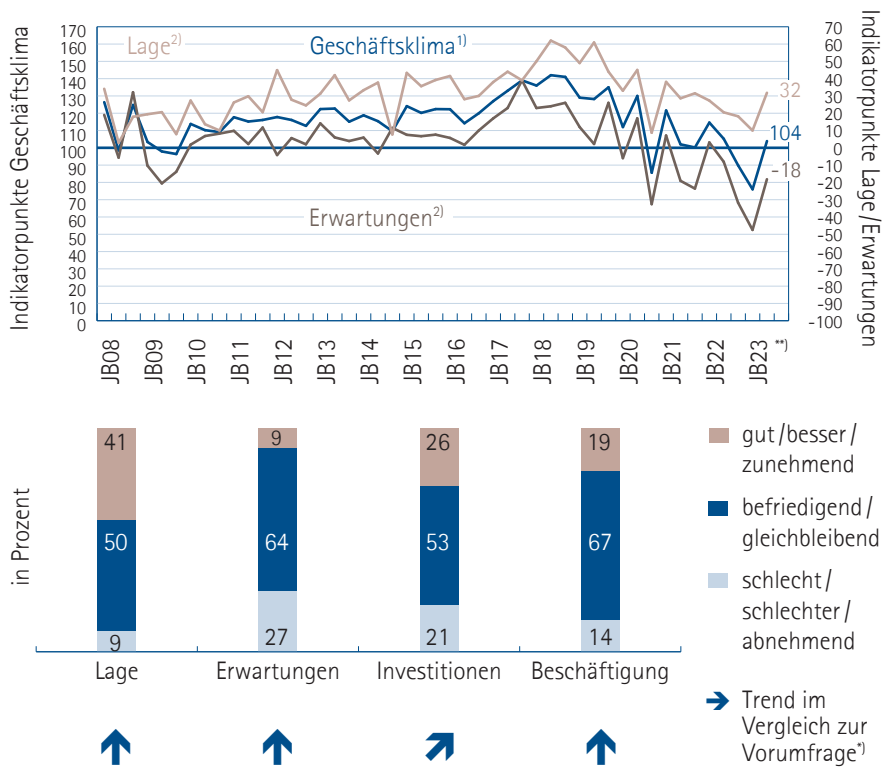 Indikatorpunkte Geschäftsklima
170
160
150
140
130
120
110
100
90
80
70
60
50
40
30
20
10
0
Lage2)
Geschäftsklima1)
Erwartungen2)
32
104
-18
70
60
50
40
30
20
10
0
-10
-20
-30
-40
-50
-60
-70
-80
-90
-100
Indikatorpunkte Lage/Erwartungen
JB08
JB09
JB10
JB11
JB12
JB13
JB14
JB15
JB16
JB17
JB18
JB19
JB20
JB21
JB22
JB23
**)
in Prozent
41
50
9
9
64
27
26
53
21
19
67
14
Lage
Erwartungen
Investitionen
Beschäftigung
gut/besser/
zunehmend
befriedigend/
gleichbleibend
schlecht/
schlechter/
abnehmend
Trend im
Vergleich zur
Vorumfrage*)